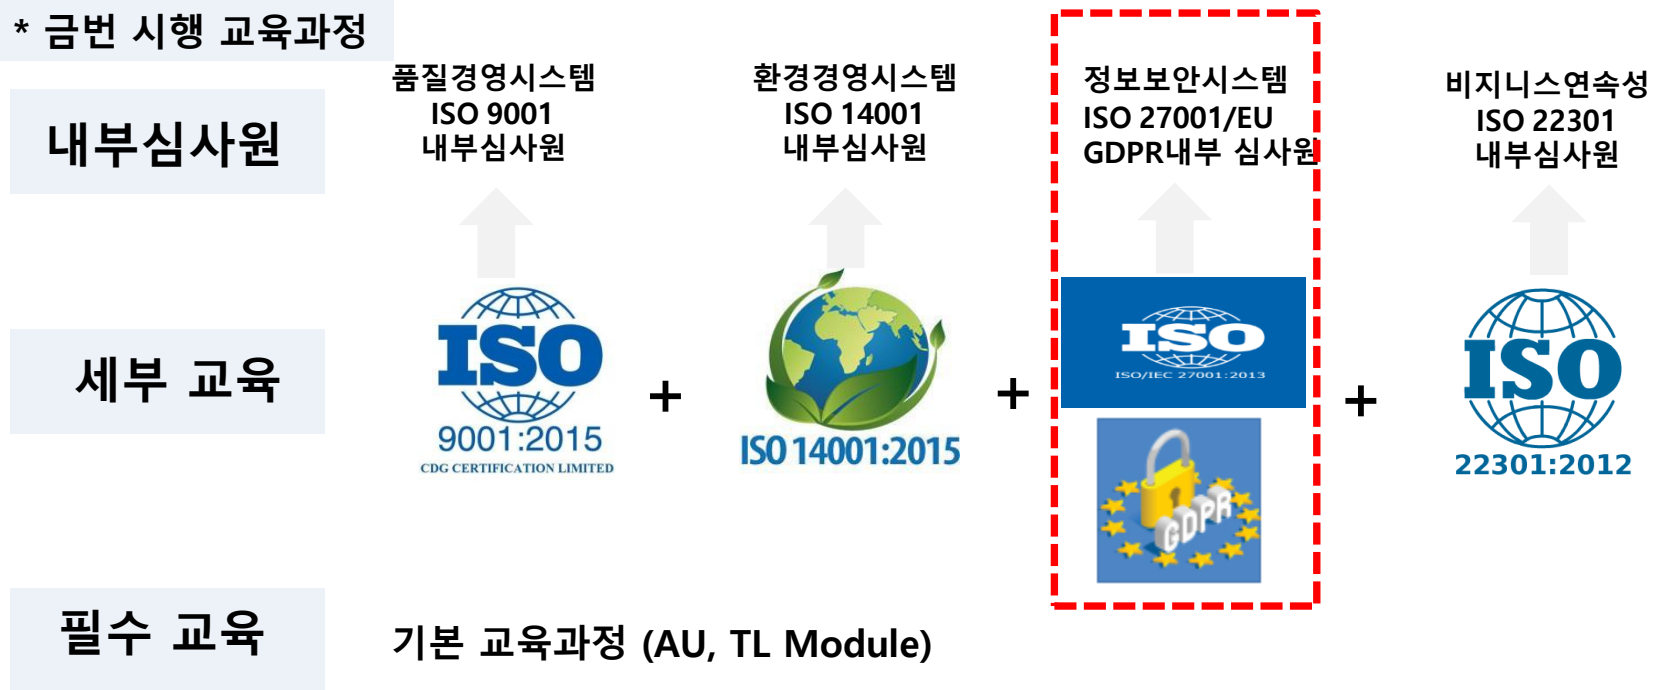 * 금번 시행 교육과정
내부심사원
품질경영시스템
ISO 9001
내부심사원
환경경영시스템
ISO 14001
내부심사원
정보보안시스템
ISO 27001/EU
GDPR내부 심사원
비지니스연속성
ISO 22301
내부심사원
세부 교육
ISO
9001:2015
CDG CERTIFICATION LIMITED
+
ISO 14001:2015
+
ISO
ISO/IEC 27001:2013
GDPR
+
ISO
22301:2012
필수 교육
기본 교육과정 (AU, TL Module)